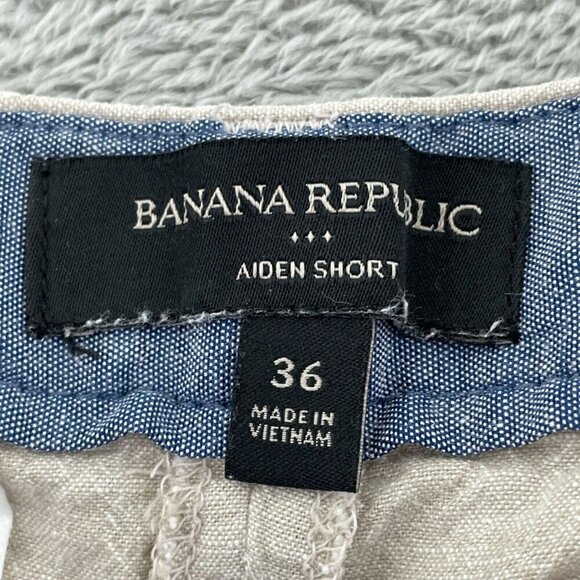 BANANA REPUBLIC
AIDEN SHORT
36
MADE IN
VIETNAM